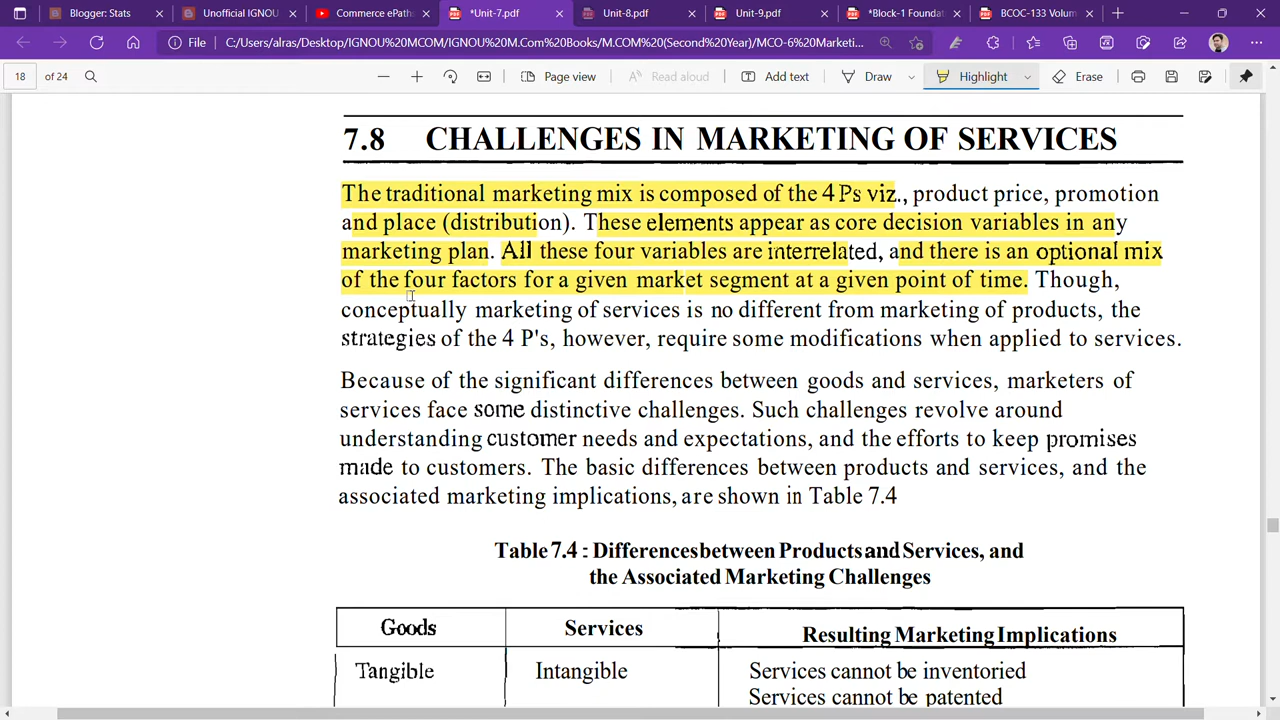 Blogger: Stats
Unofficial IGNOU
Commerce ePath
*Unit-7.pdf
Unit-8.pdf
Unit-9.pdf
*Block-1 Founda
BCOC-133 Volum
File
C:/Users/alras/Desktop/IGNOU%20MCOM/IGNOU%20M.Com%20Books/M.COM%20(Second%20Year)/MCO-6%20Marketi...
18 of 24
Page view
Read aloud
Add text
Draw
Highlight
Erase
7.8 CHALLENGES IN MARKETING OF SERVICES
The traditional marketing mix is composed of the 4 Ps viz., product price, promotion
and place (distribution). These elements appear as core decision variables in any
marketing plan. All these four variables are interrelated, and there is an optional mix
of the four factors for a given market segment at a given point of time. Though,
conceptually marketing of services is no different from marketing of products, the
strategies of the 4 P's, however, require some modifications when applied to services.
Because of the significant differences between goods and services, marketers of
services face some distinctive challenges. Such challenges revolve around
understanding customer needs and expectations, and the efforts to keep promises
made to customers. The basic differences between products and services, and the
associated marketing implications, are shown in Table 7.4
Table 7.4 : Differences between Products and Services, and
the Associated Marketing Challenges
Goods Services Resulting Marketing Implications
Tangible Intangible Services cannot be inventoried
Services cannot be patented